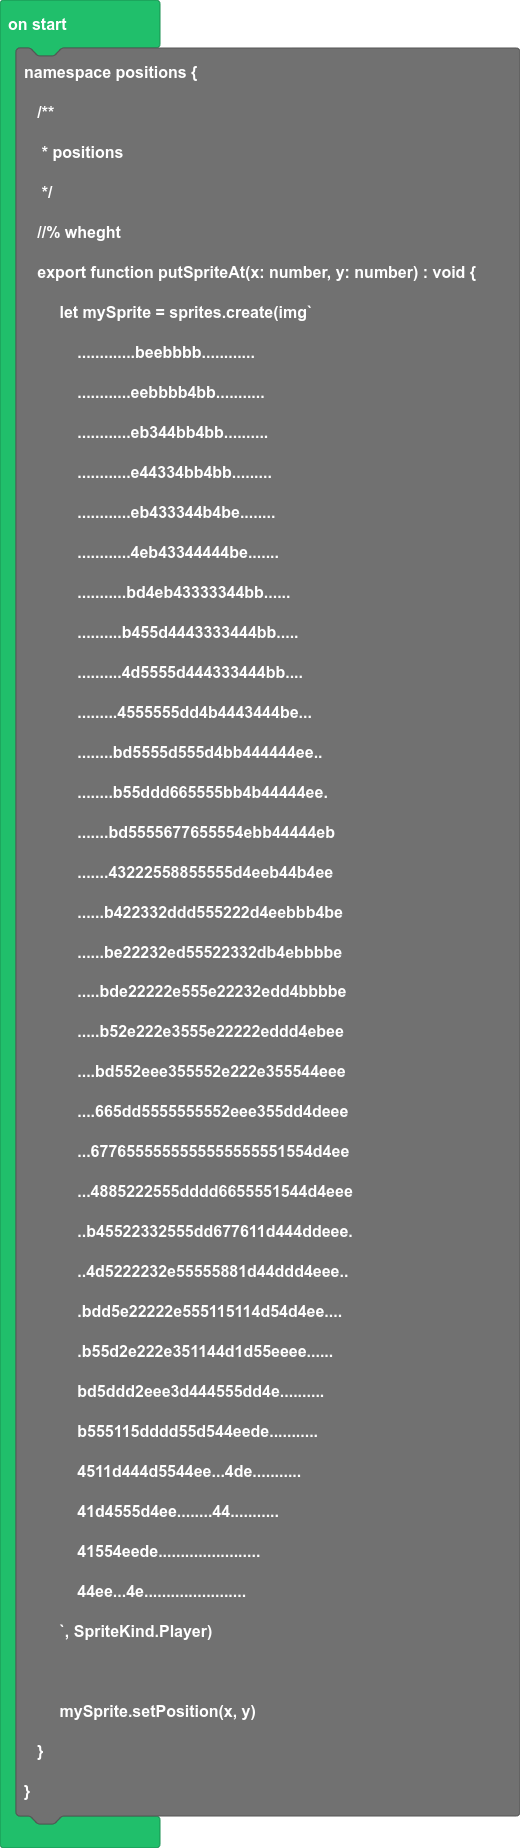 on start
namespace positions {
/**
* positions
*/
//% wheght
export function putSpriteAt(x: number, y: number) : void {
let mySprite = sprites.create(img`
.............beebbbb............
............eebbbb4bb...........
............eb344bb4bb..........
............e44334bb4bb.........
............eb433344b4be........
............4eb43344444be.......
...........bd4eb43333344bb......
..........b455d4443333444bb.....
..........4d5555d444333444bb....
.........4555555dd4b4443444be...
........bd5555d555d4bb444444ee..
........b55ddd665555bb4b44444ee.
.......bd5555677655554ebb44444eb
.......43222558855555d4eeb44b4ee
......b422332ddd555222d4eebbb4be
......be22232ed55522332db4ebbbbe
.....bde22222e555e22232edd4bbbbe
.....b52e222e3555e22222eddd4ebee
....bd552eee355552e222e355544eee
....665dd5555555552eee355dd4deee
...6776555555555555555551554d4ee
...4885222555dddd6655551544d4eee
..b45522332555dd677611d444ddeee.
..4d5222232e55555881d44ddd4eee..
.bdd5e22222e555115114d54d4ee....
.b55d2e222e351144d1d55eeee......
bd5ddd2eee3d444555dd4e..........
b555115dddd55d544eede...........
4511d444d5544ee...4de...........
41d4555d4ee........44...........
41554eede.......................
44ee...4e.......................
`, SpriteKind.Player)
mySprite.setPosition(x, y)
}
}